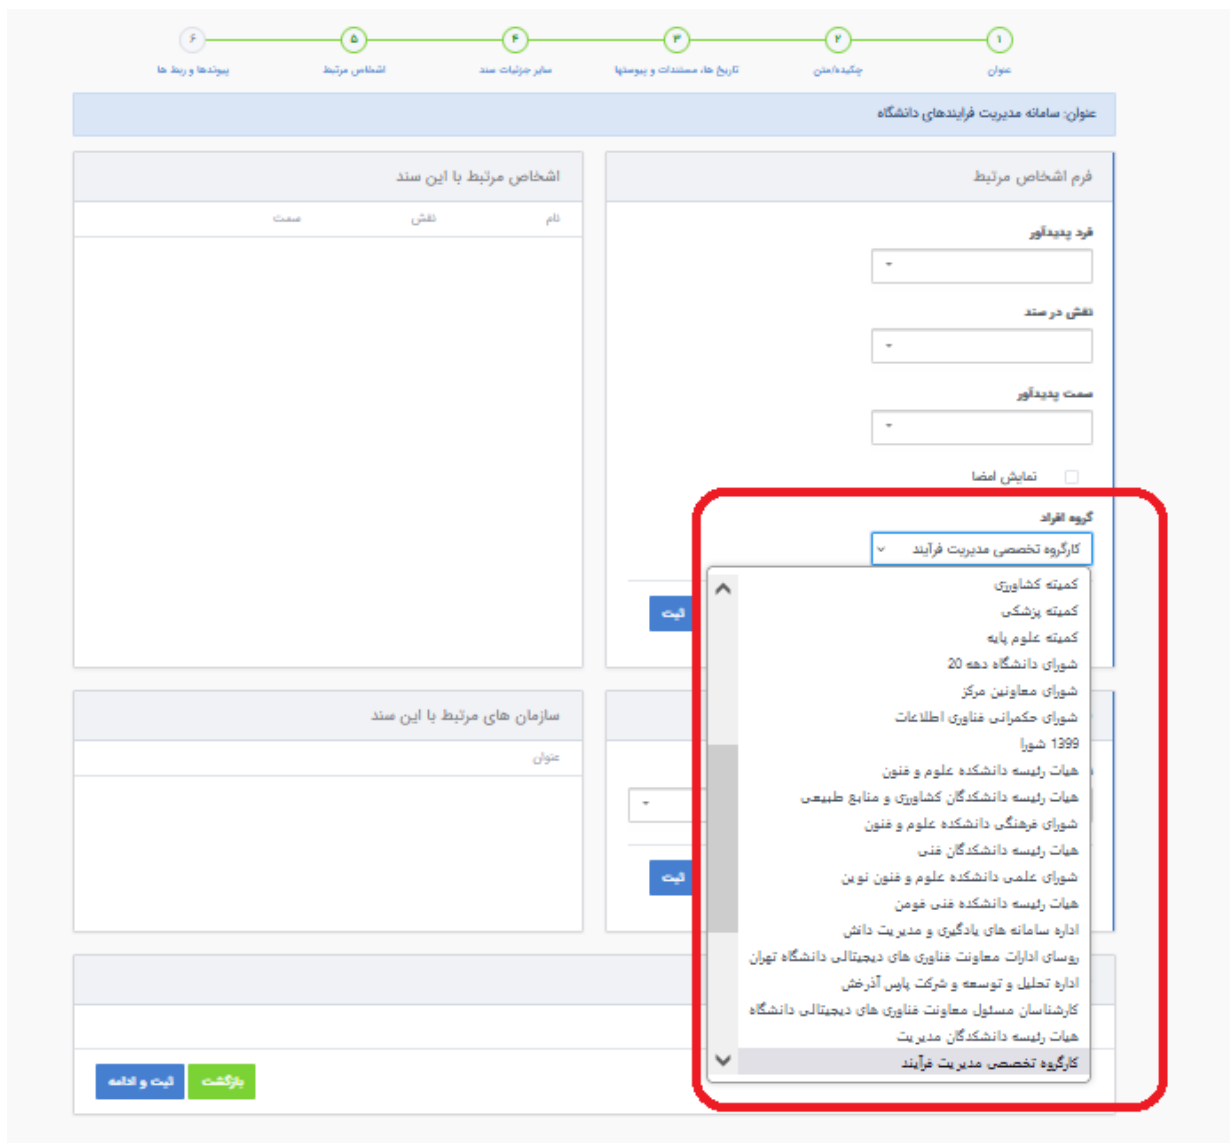 ۱
۲
۳
۴
۵
۶
عنوان
چکیده/متن
تاریخ ها، مستندات و پیوستها
سایر جزئیات سند
اشخاص مرتبط
پیوندها و ربط ها
عنوان: سامانه مدیریت فرایندهای دانشگاه
فرم اشخاص مرتبط
فرد پدیدآور
نقش در سند
سمت پدیدآور
نمایش امضا
گروه افراد
کارگروه تخصصی مدیریت فرآیند
کمیته کشاورزی
کمیته پزشکی
کمیته علوم پایه
شورای دانشگاه دهه 20
شورای معاونین مرکز
شورای حکمرانی فناوری اطلاعات
1399 شورا
هیات رئیسه دانشکده علوم و فنون
هیات رئیسه دانشکدگان کشاورزی و منابع طبیعی
شورای فرهنگی دانشکده علوم و فنون
هیات رئیسه دانشکدگان فنی
شورای علمی دانشکده علوم و فنون نوین
هیات رئیسه دانشکده فنی فومن
اداره سامانه های یادگیری و مدیریت دانش
روسای ادارات معاونت فناوری های دیجیتالی دانشگاه تهران
اداره تحلیل و توسعه و شرکت پارس آذرخش
کارشناسان مسئول معاونت فناوری های دیجیتالی دانشگاه
هیات رئیسه دانشکدگان مدیریت
کارگروه تخصصی مدیریت فرآیند
ثبت
ثبت
اشخاص مرتبط با این سند
نام
نقش
سمت
سازمان های مرتبط با این سند
عنوان
بازگشت
ثبت و ادامه